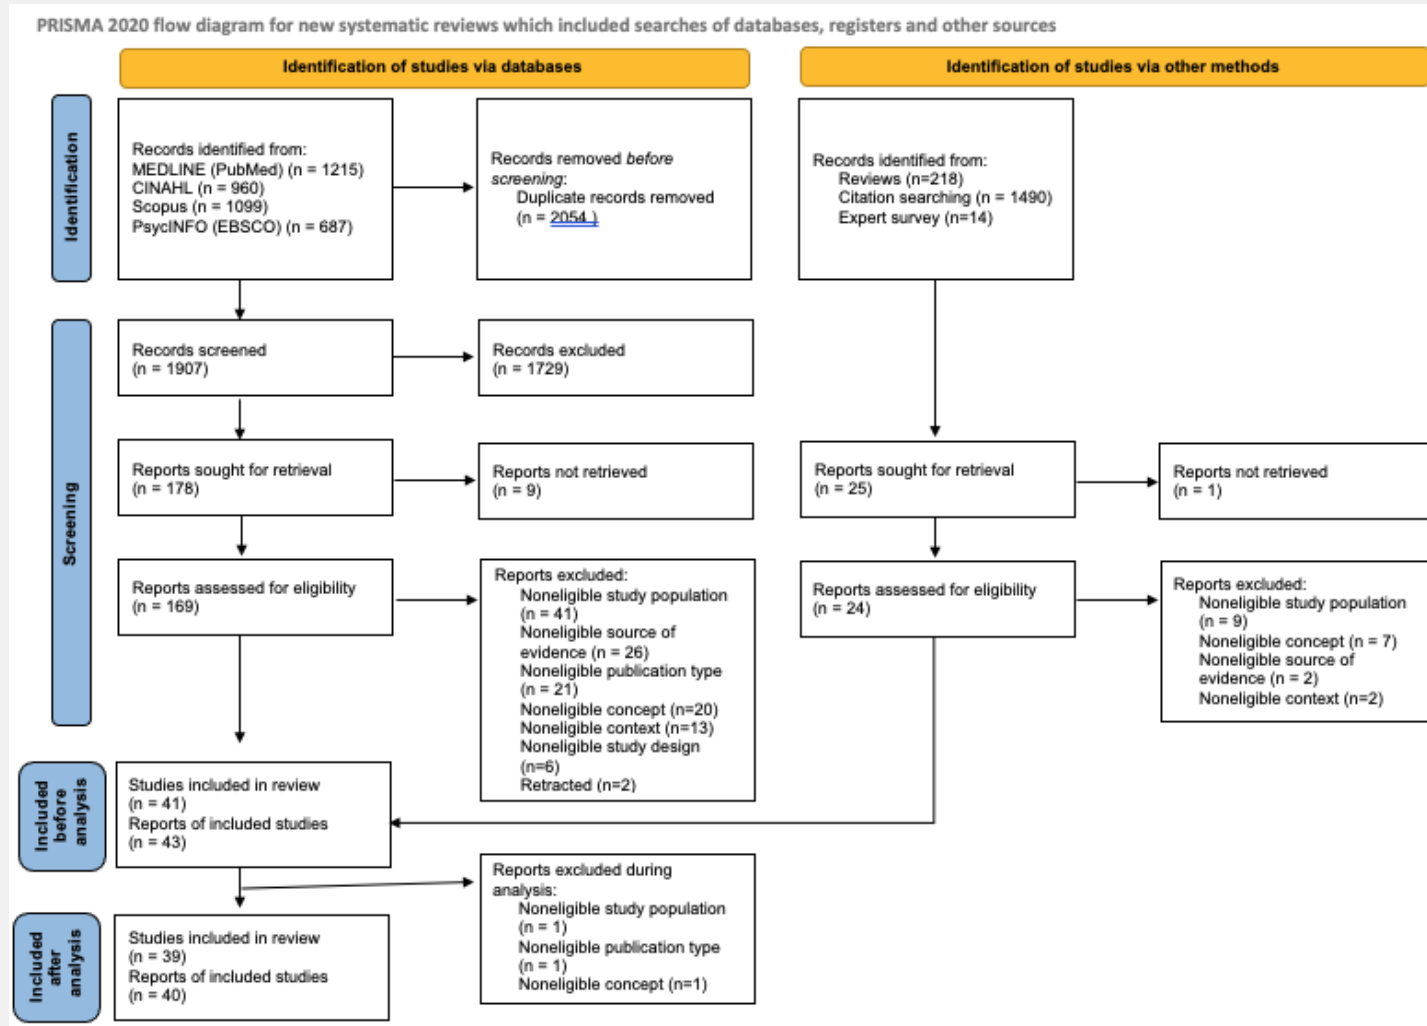 PRISMA 2020 flow diagram for new systematic reviews which included searches of databases, registers and other sources
Identification of studies via databases
Identification of studies via other methods
Identification
Records identified from:
MEDLINE (PubMed) (n = 1215)
CINAHL (n = 960)
Scopus (n = 1099)
PsycINFO (EBSCO) (n = 687)
Records removed before
screening:
Duplicate records removed
(n = 2054 )
Records identified from:
Reviews (n=218)
Citation searching (n = 1490)
Expert survey (n=14)
Screening
Records screened
(n = 1907)
Records excluded
(n = 1729)
Reports sought for retrieval
(n = 178)
Reports not retrieved
(n = 9)
Reports sought for retrieval
(n = 25)
Reports not retrieved
(n = 1)
Reports assessed for eligibility
(n = 169)
Reports excluded:
Noneligible study population
(n = 41)
Noneligible source of
evidence (n = 26)
Noneligible publication type
(n = 21)
Noneligible concept (n=20)
Noneligible context (n=13)
Noneligible study design
(n=6)
Retracted (n=2)
Reports assessed for eligibility
(n = 24)
Reports excluded:
Noneligible study population
(n = 9)
Noneligible concept (n = 7)
Noneligible source of
evidence (n = 2)
Noneligible context (n=2)
Included
before
analysis
Studies included in review
(n = 41)
Reports of included studies
(n = 43)
Reports excluded during
analysis:
Noneligible study population
(n = 1)
Noneligible publication type
(n = 1)
Noneligible concept (n=1)
Included
after
analysis
Studies included in review
(n = 39)
Reports of included studies
(n = 40)